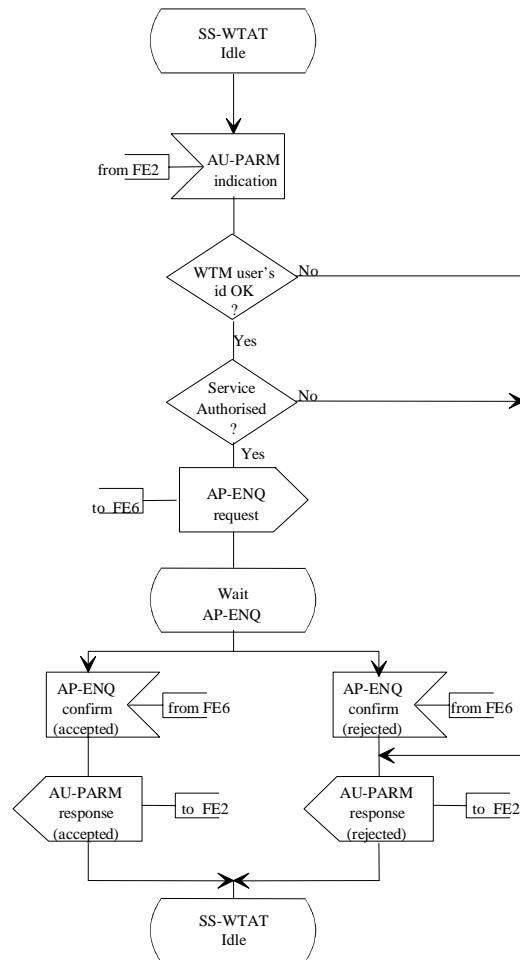 SS-WTAT
Idle
from FE2
AU-PARM
indication
WTM user's
id OK
?
No
Yes
Service
Authorised
?
No
Yes
to FE6
AP-ENQ
request
Wait
AP-ENQ
AP-ENQ
confirm
(accepted)
from FE6
AP-ENQ
confirm
(rejected)
from FE6
AU-PARM
response
(accepted)
to FE2
AU-PARM
response
(rejected)
to FE2
SS-WTAT
Idle